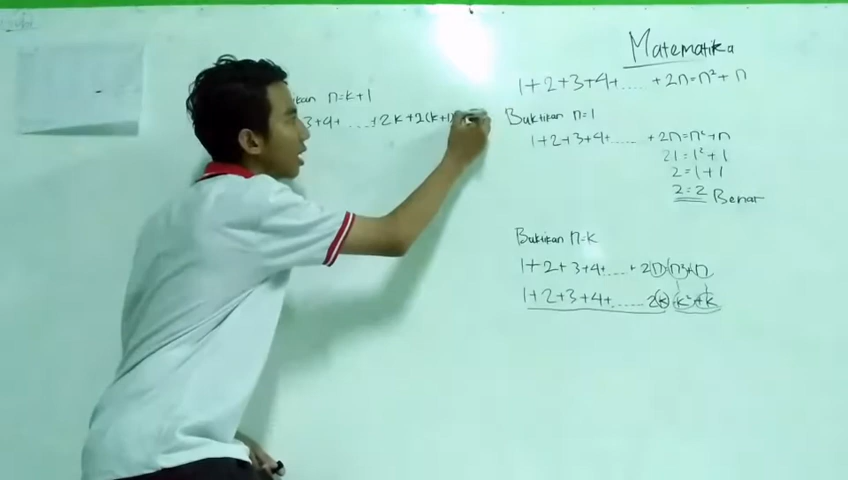 Matematika
1+2+3+4+..... +2n=n²+n
Buktikan n=1
1+2+3+4+..... +2n=n²+n
21=1²+1
2=1+1
2=2 Benar
Buktikan n=k
1+2+3+4+..... +2n=n²+n
1+2+3+4+...... 2k=k²+k
n=k+1
3+4+.....+2k+2(k+1)